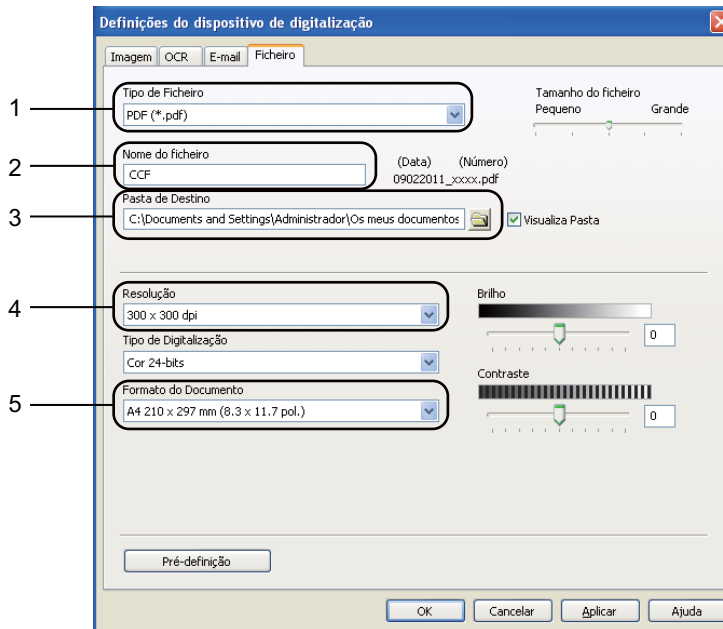 Definições do dispositivo de digitalização
Imagem OCR E-mail Ficheiro
1
Tipo de Ficheiro
PDF (*.pdf)
Tamanho do ficheiro
Pequeno Grande
2
Nome do ficheiro
CCF
(Data) (Número)
09022011_xxxx.pdf
3
Pasta de Destino
C:\Documents and Settings\Administrador\Os meus documentos
Visualiza Pasta
4
Resolução
300 x 300 dpi
Tipo de Digitalização
Cor 24-bits
5
Formato do Documento
A4 210 x 297 mm (8.3 x 11.7 pol.)
Brilho
0
Contraste
0
Pré-definição
OK Cancelar Aplicar Ajuda